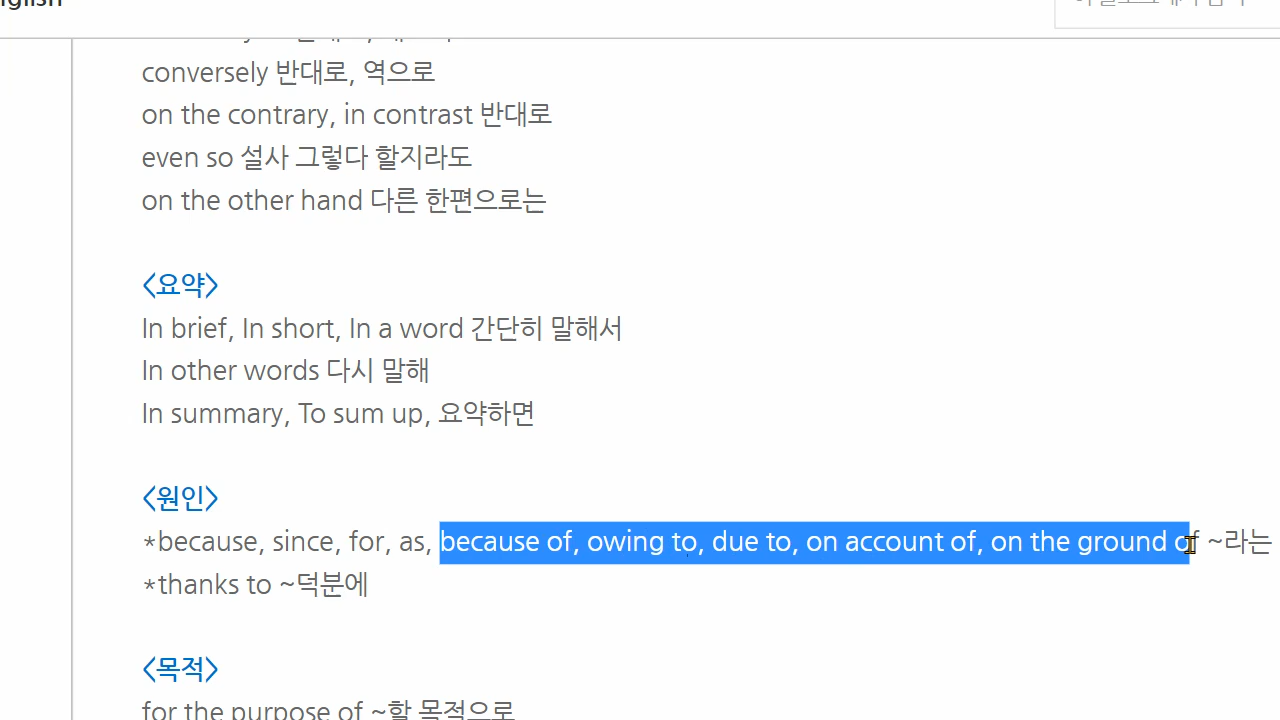 conversely 반대로, 역으로
on the contrary, in contrast 반대로
even so 설사 그렇다 할지라도
on the other hand 다른 한편으로는
<요약>
In brief, In short, In a word 간단히 말해서
In other words 다시 말해
In summary, To sum up, 요약하면
<원인>
*because, since, for, as, because of, owing to, due to, on account of, on the ground of ~라는
*thanks to ~덕분에
<목적>
for the purpose of ~할 목적으로